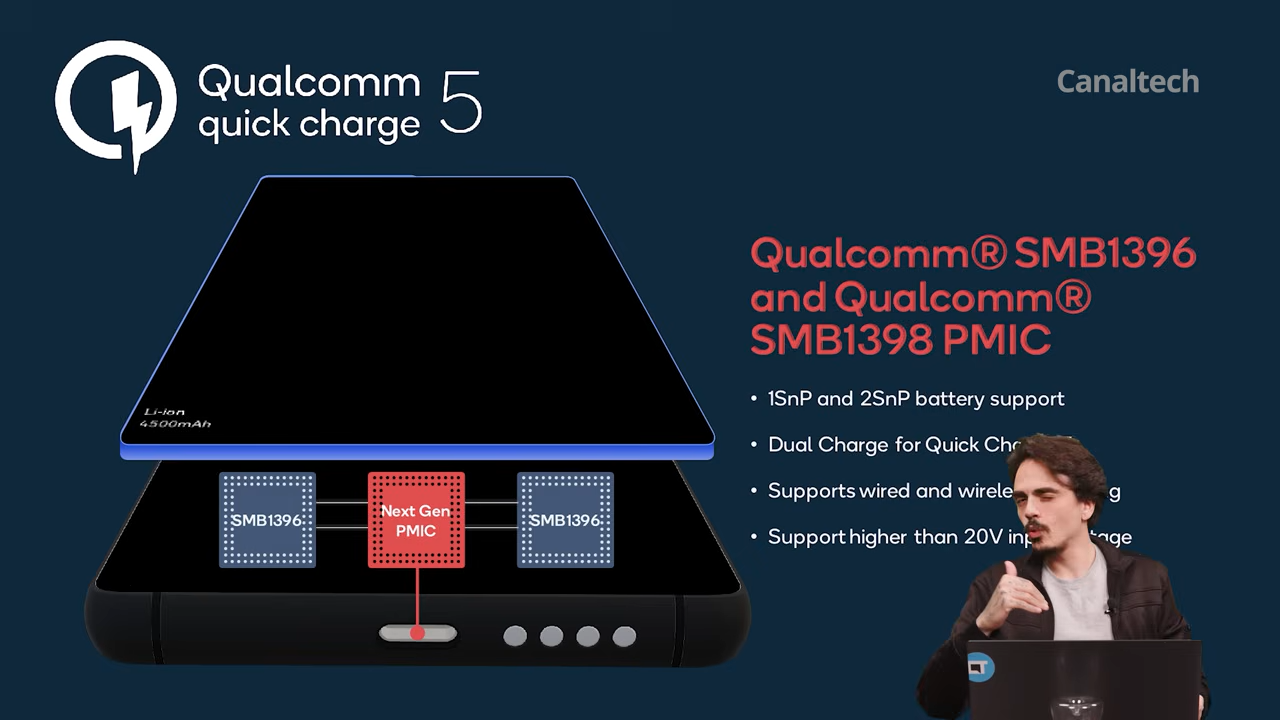 Qualcomm
quick charge
5
Canaltech
Qualcomm® SMB1396
and Qualcomm®
SMB1398 PMIC
• 1SnP and 2SnP battery support
• Dual Charge for Quick
• Supports wired and
• Support higher than 20V
Li-ion
4500mAh
SMB1396
Next Gen
PMIC
SMB1396
CT